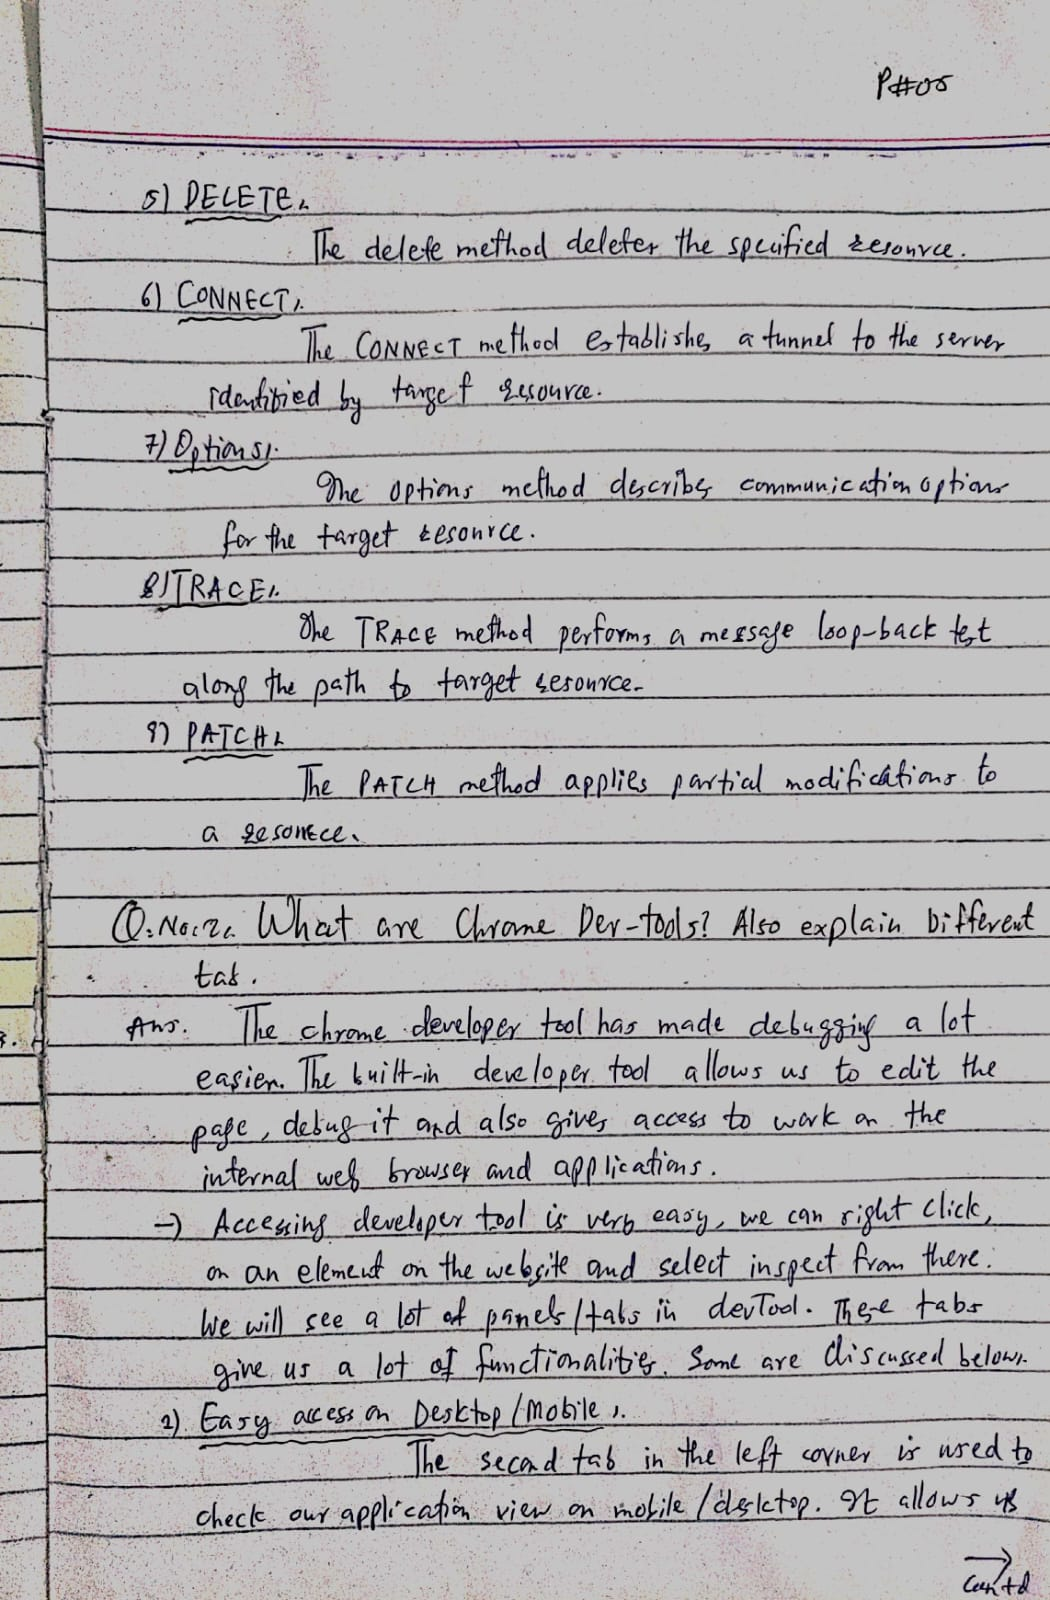 P#05
5) DELETE:
The delete method deletes the specified resource.
6) CONNECT:
The CONNECT method establishes a tunnel to the server
identified by target resource.
7) Options:
The options method describes communication options
for the target resource.
8) TRACE:
The TRACE method performs a message loop-back test
along the path to target resource.
9) PATCH:
The PATCH method applies partial modifications to
a resource.
Q.No:2: What are Chrome Dev-tools? Also explain Different
tab.
Ans. The chrome developer tool has made debugging a lot
easier. The built-in developer tool allows us to edit the
page, debug it and also gives access to work on the
internal web browser and applications.
→ Accessing developer tool is very easy, we can right click,
on an element on the website and select inspect from there.
We will see a lot of panels/tabs in devTool. These tabs
give us a lot of functionalities. Some are discussed below:
2) Easy access on Desktop/Mobile:
The second tab in the left corner is used to
check our application view on mobile/desktop. It allows us
→
Cont'd